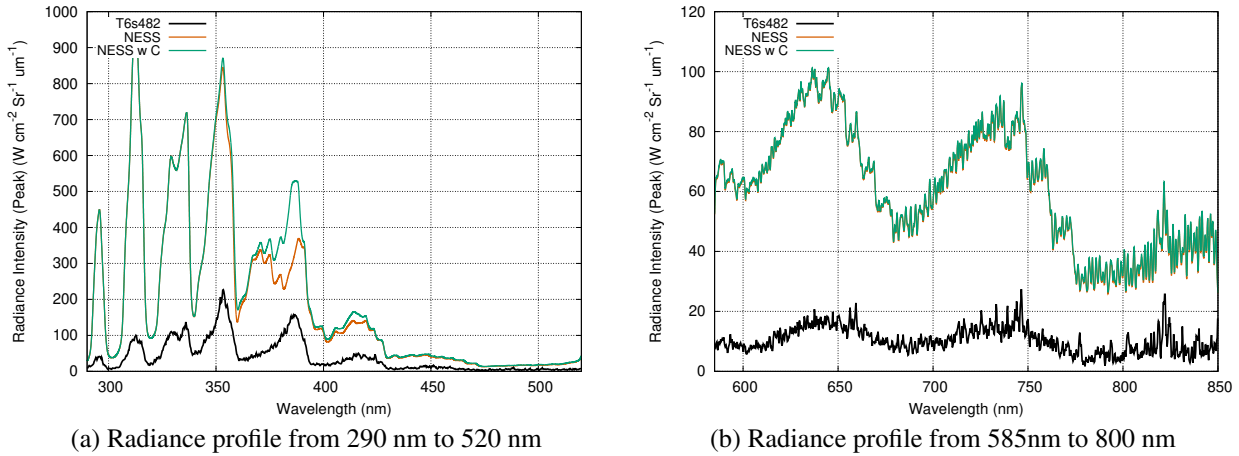 T6s482
NESS
NESS w C
Radiance Intensity (Peak) (W cm⁻² Sr⁻¹ um⁻¹)
1000
900
800
700
600
500
400
300
200
100
0
300
350
400
450
500
Wavelength (nm)
(a) Radiance profile from 290 nm to 520 nm
T6s482
NESS
NESS w C
Radiance Intensity (Peak) (W cm⁻² Sr⁻¹ um⁻¹)
120
100
80
60
40
20
0
600
650
700
750
800
850
Wavelength (nm)
(b) Radiance profile from 585nm to 800 nm